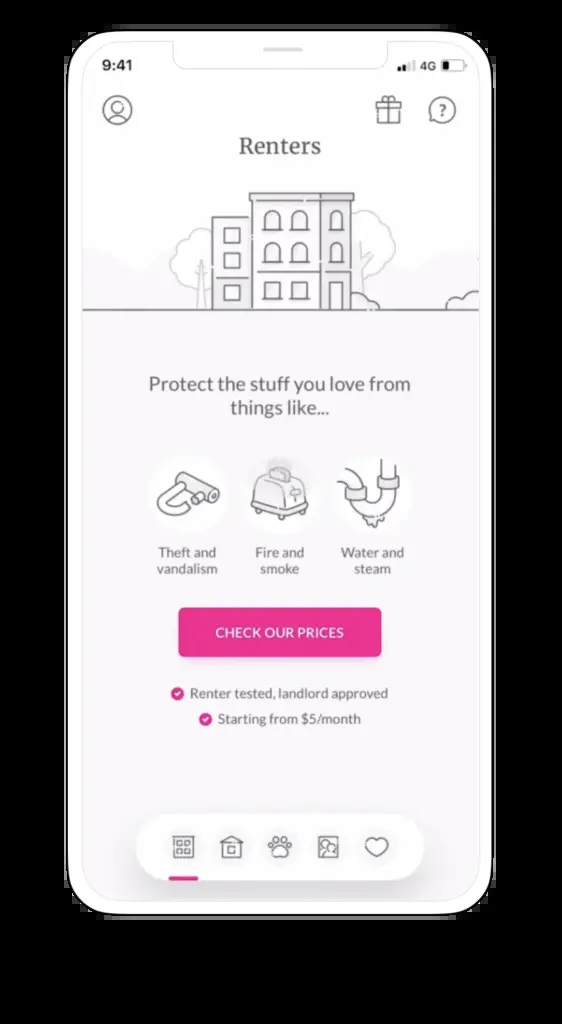 9:41
4G
?
Renters
Protect the stuff you love from
things like...
Theft and
vandalism
Fire and
smoke
Water and
steam
CHECK OUR PRICES
Renter tested, landlord approved
Starting from $5/month